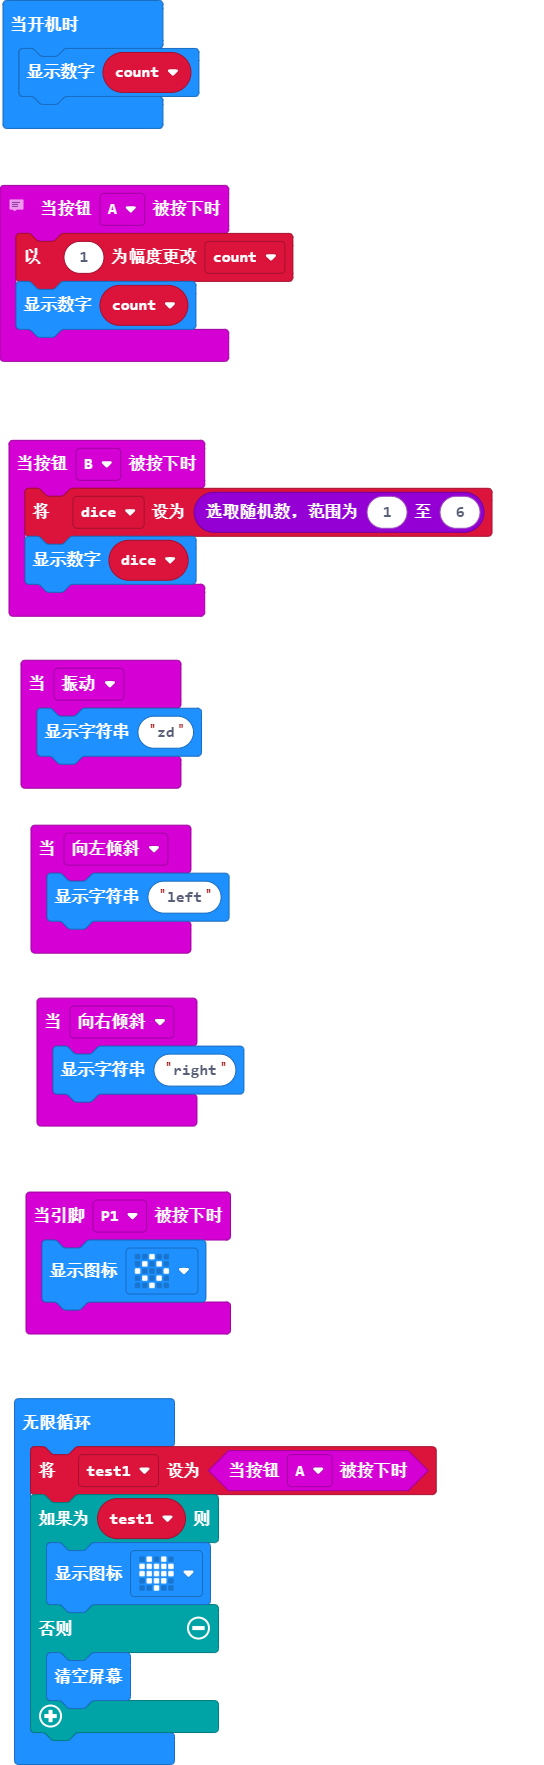 当开机时
显示数字 count
当按钮 A 被按下时
以 1 为幅度更改 count
显示数字 count
当按钮 B 被按下时
将 dice 设为 选取随机数，范围为 1 至 6
显示数字 dice
当 振动
显示字符串 "zd"
当 向左倾斜
显示字符串 "left"
当 向右倾斜
显示字符串 "right"
当引脚 P1 被按下时
显示图标
无限循环
将 test1 设为 当按钮 A 被按下时
如果为 test1 则
显示图标
否则
清空屏幕